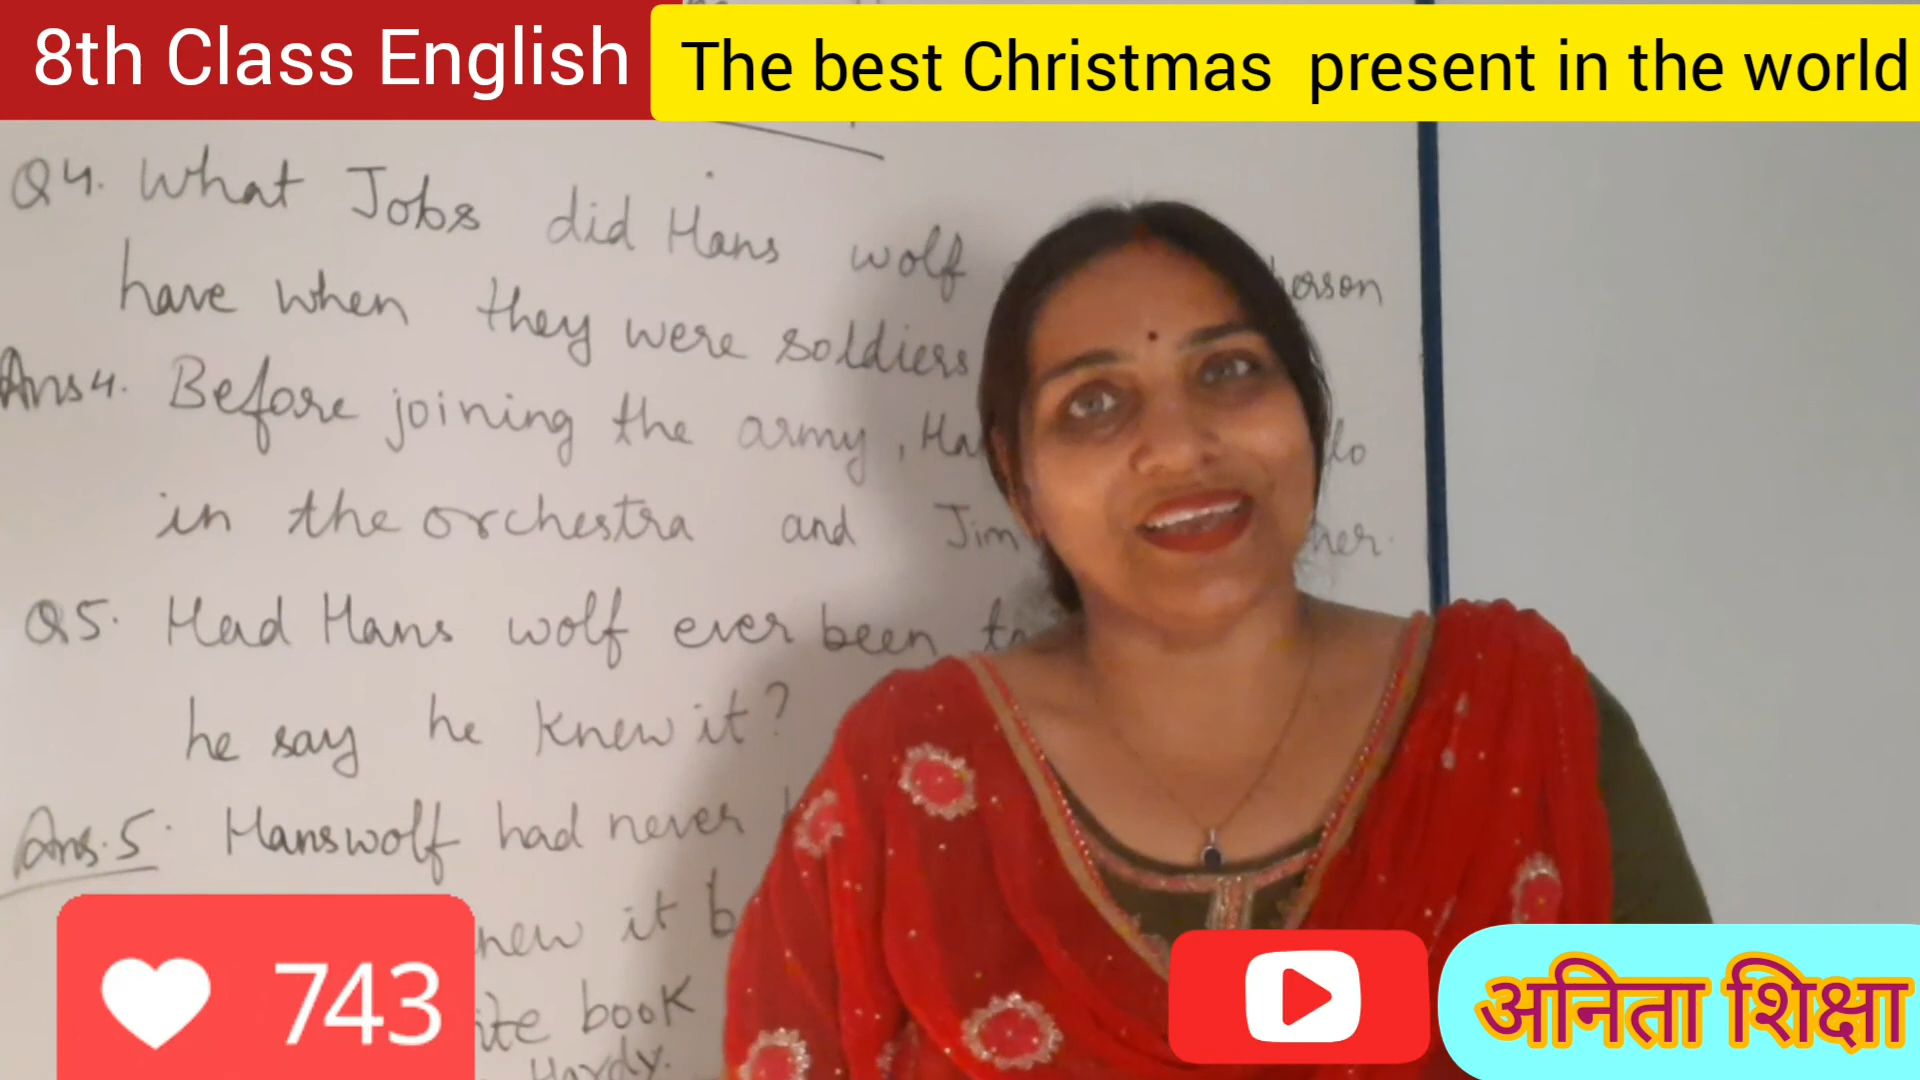 8th Class English
The best Christmas present in the world
Q4. What Jobs did Hans wolf
have when they were soldiers
Ans4. Before joining the army,
in the orchestra and Jim
Q5. Had Hans wolf ever been
he say he knew it?
Ans.5. Hans wolf had never
it
book
Hardy.
743
अनिता शिक्षा